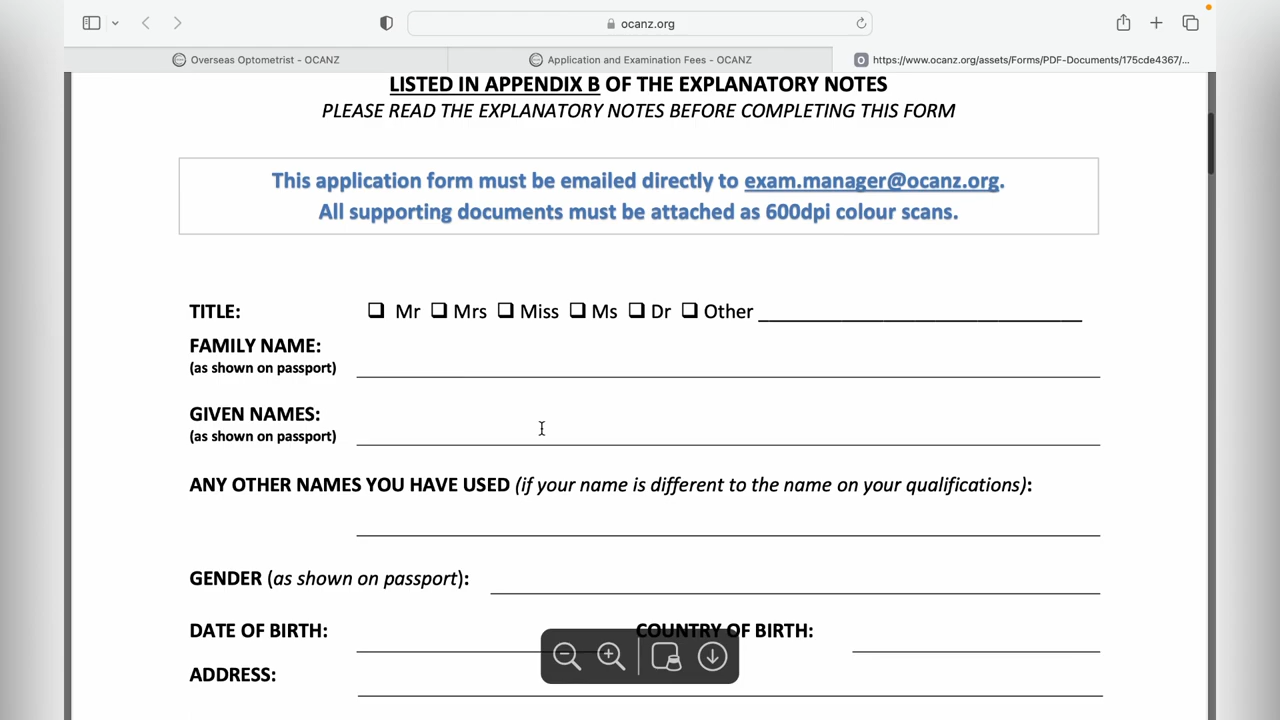 ocanz.org
Overseas Optometrist - OCANZ
Application and Examination Fees - OCANZ
https://www.ocanz.org/assets/Forms/PDF-Documents/175cde4367/...
LISTED IN APPENDIX B OF THE EXPLANATORY NOTES
PLEASE READ THE EXPLANATORY NOTES BEFORE COMPLETING THIS FORM
This application form must be emailed directly to exam.manager@ocanz.org.
All supporting documents must be attached as 600dpi colour scans.
TITLE: Mr Mrs Miss Ms Dr Other
FAMILY NAME:
(as shown on passport)
GIVEN NAMES:
(as shown on passport)
ANY OTHER NAMES YOU HAVE USED (if your name is different to the name on your qualifications):
GENDER (as shown on passport):
DATE OF BIRTH: COUNTRY OF BIRTH:
ADDRESS: